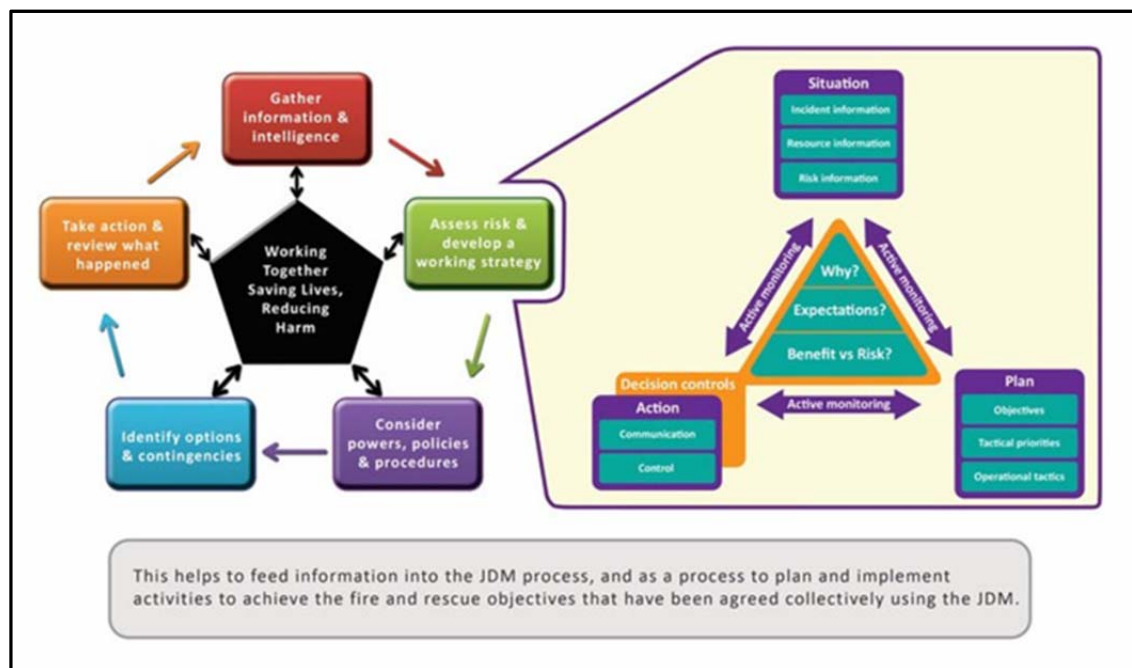 Gather
information &
intelligence
Assess risk &
develop a
working strategy
Consider
powers, policies
& procedures
Identify options
& contingencies
Take action &
review what
happened
Working
Together
Saving Lives,
Reducing
Harm
Situation
Incident information
Resource information
Risk information
Active monitoring
Active monitoring
Why?
Expectations?
Benefit vs Risk?
Decision controls
Active monitoring
Action
Communication
Control
Plan
Objectives
Tactical priorities
Operational tactics
This helps to feed information into the JDM process, and as a process to plan and implement
activities to achieve the fire and rescue objectives that have been agreed collectively using the JDM.